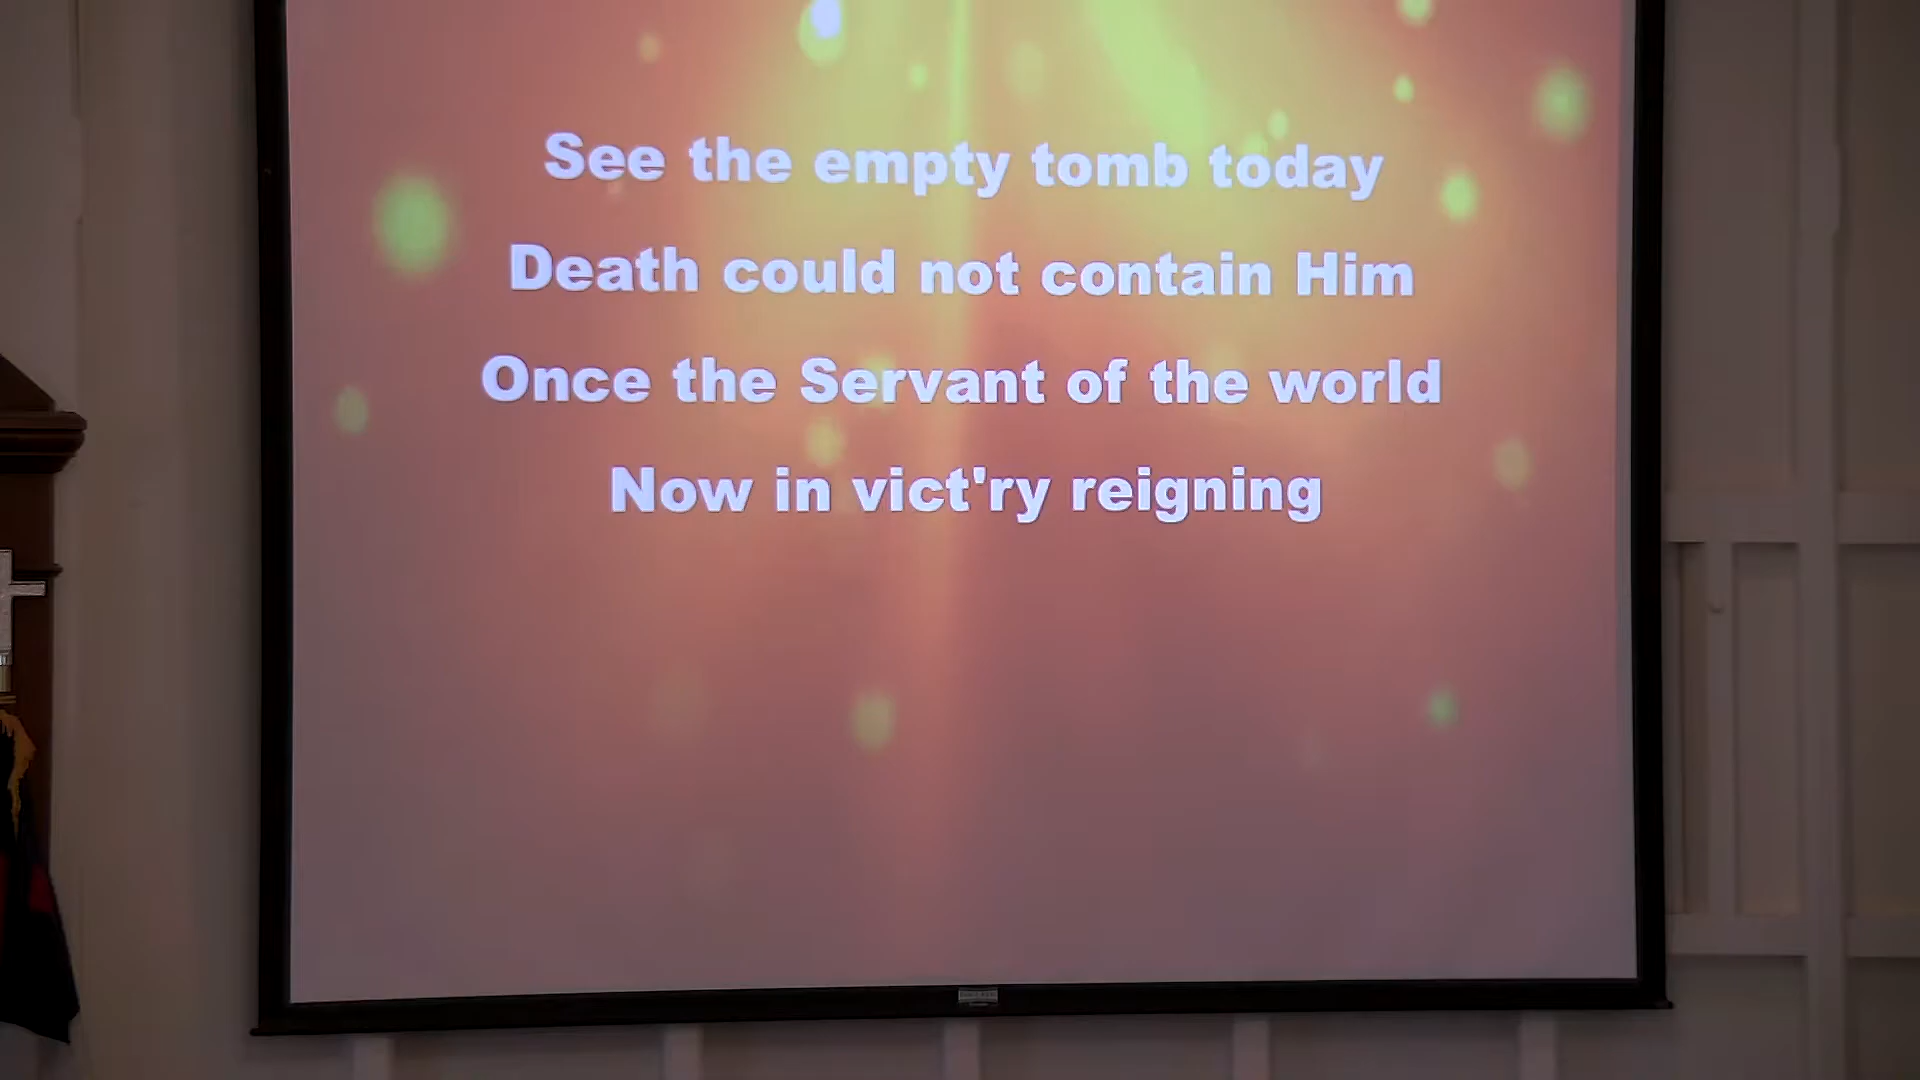 See the empty tomb today
Death could not contain Him
Once the Servant of the world
Now in vict'ry reigning